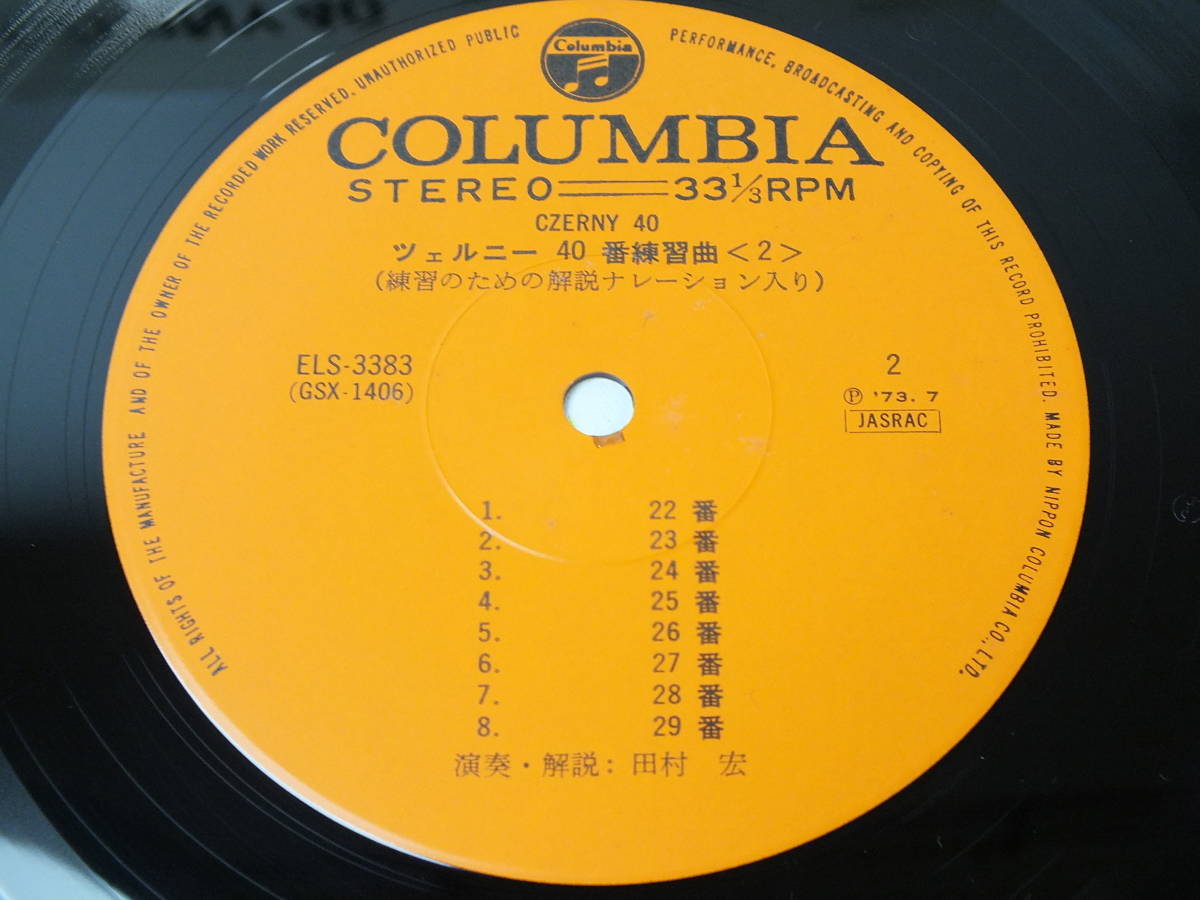 Columbia
COLUMBIA
STEREO 33 1/3 RPM
CZERNY 40
ツェルニー 40 番練習曲<2>
(練習のための解説ナレーション入り)
ELS-3383
(GSX-1406)
2
Ⓟ '73. 7
JASRAC
1. 22 番
2. 23 番
3. 24 番
4. 25 番
5. 26 番
6. 27 番
7. 28 番
8. 29 番
演奏・解説: 田村 宏
ALL RIGHTS OF THE MANUFACTURE AND OF THE OWNER OF THE RECORDED WORK RESERVED. UNAUTHORIZED PUBLIC PERFORMANCE, BROADCASTING AND COPYING OF THIS RECORD PROHIBITED. MADE BY NIPPON COLUMBIA CO., LTD.